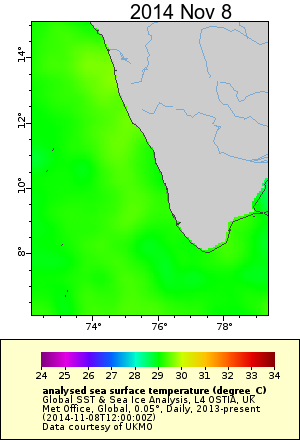 2014 Nov 8
14°
12°
10°
8°
74° 76° 78°
24 25 26 27 28 29 30 31 32 33 34
analysed sea surface temperature (degree_C)
Global SST & Sea Ice Analysis, L4 OSTIA, UK
Met Office, Global, 0.05°, Daily, 2013-present
(2014-11-08T12:00:00Z)
Data courtesy of UKMO